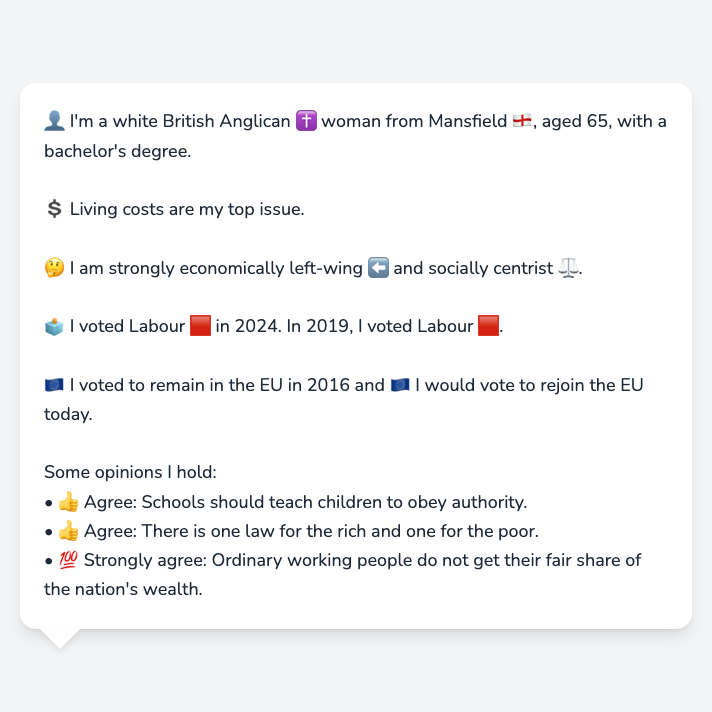 👤 I'm a white British Anglican ✝️ woman from Mansfield 🏴󠁧󠁢󠁥󠁮󠁧󠁿, aged 65, with a
bachelor's degree.
💲 Living costs are my top issue.
🤔 I am strongly economically left-wing ⬅️ and socially centrist ⚖️.
🗳️ I voted Labour 🟥 in 2024. In 2019, I voted Labour 🟥.
🇪🇺 I voted to remain in the EU in 2016 and 🇪🇺 I would vote to rejoin the EU
today.
Some opinions I hold:
• 👍 Agree: Schools should teach children to obey authority.
• 👍 Agree: There is one law for the rich and one for the poor.
• 💯 Strongly agree: Ordinary working people do not get their fair share of
the nation's wealth.